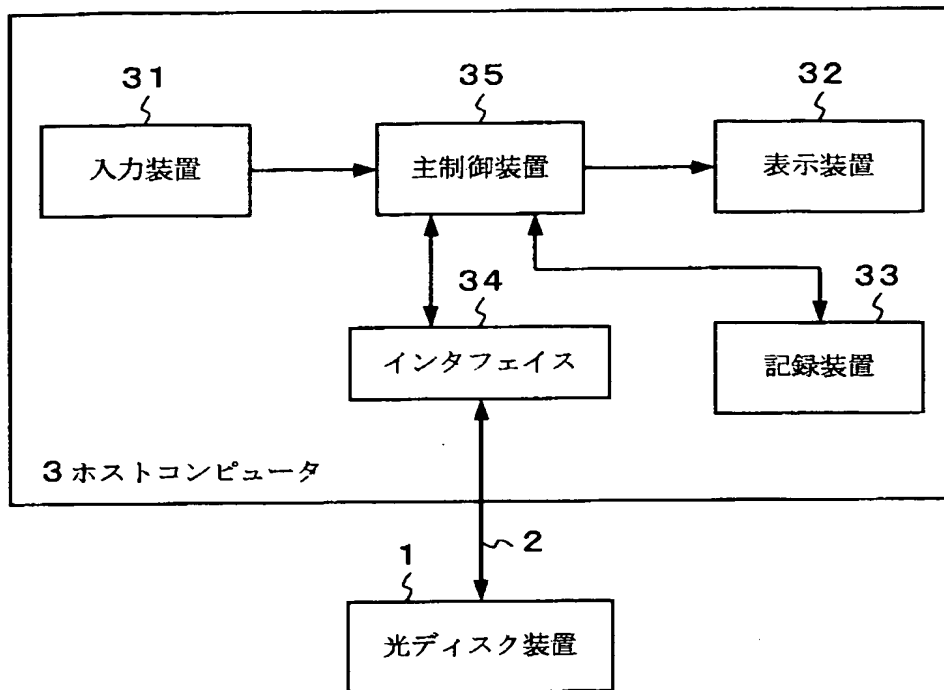 31
35
32
入力装置
主制御装置
表示装置
34
33
インタフェイス
記録装置
3 ホストコンピュータ
2
1
光ディスク装置